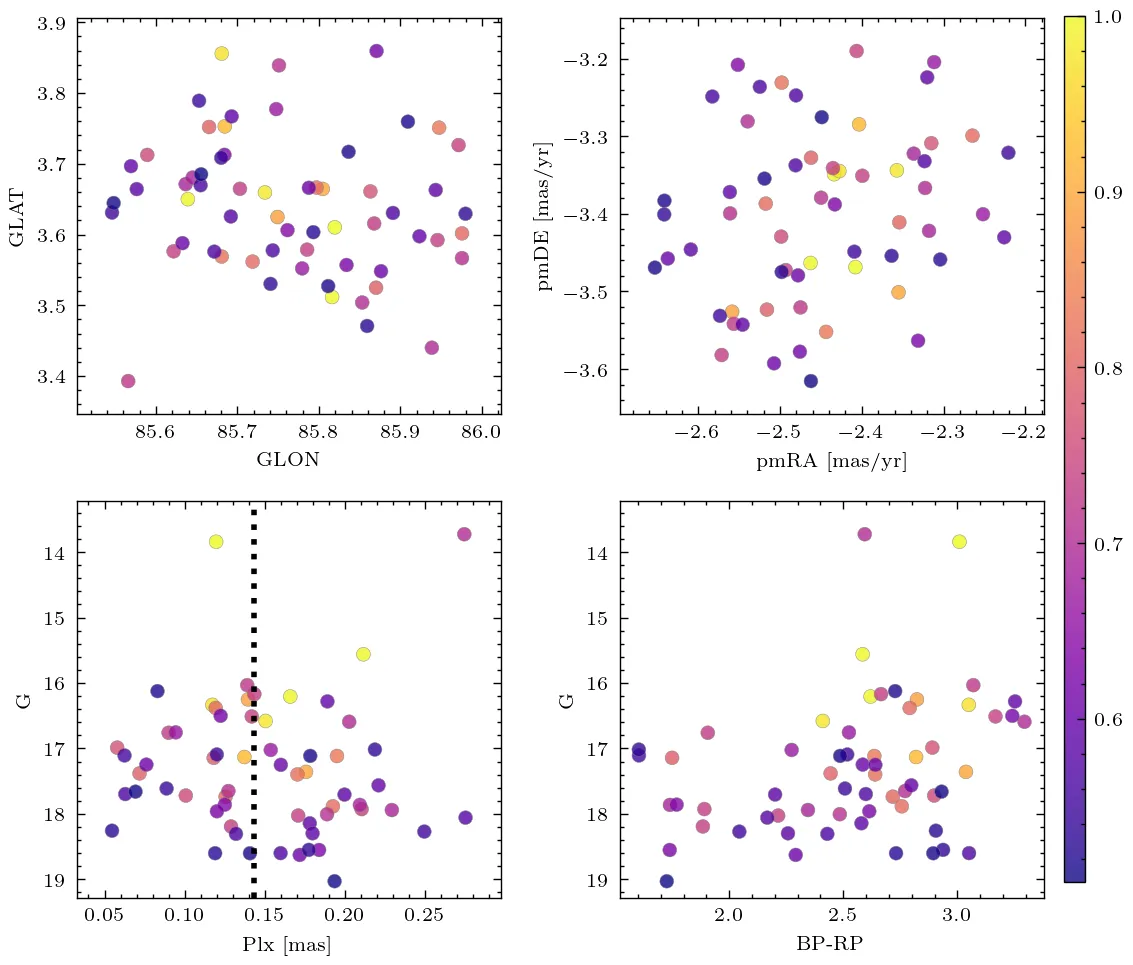 3.9
3.8
3.7
3.6
3.5
3.4
GLAT
85.6 85.7 85.8 85.9 86.0
GLON
−3.2
−3.3
−3.4
−3.5
−3.6
pmDE [mas/yr]
−2.6 −2.5 −2.4 −2.3 −2.2
pmRA [mas/yr]
1.0
0.9
0.8
0.7
0.6
14
15
16
17
18
19
G
0.05 0.10 0.15 0.20 0.25
Plx [mas]
14
15
16
17
18
19
G
2.0 2.5 3.0
BP-RP